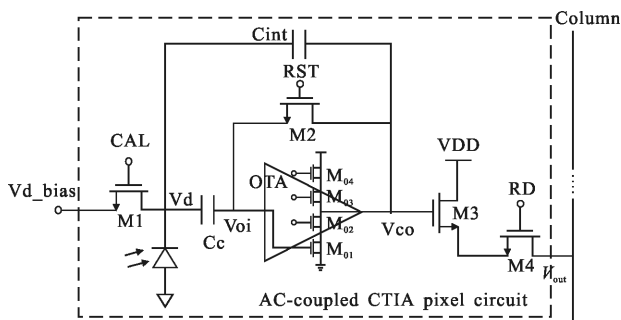 Column
Cint
RST
M2
CAL
VDD
Vd_bias
Vd
OTA
M04
M03
RD
M1
Cc
Voi
M02
Vco
M3
M01
M4
Vout
AC-coupled CTIA pixel circuit